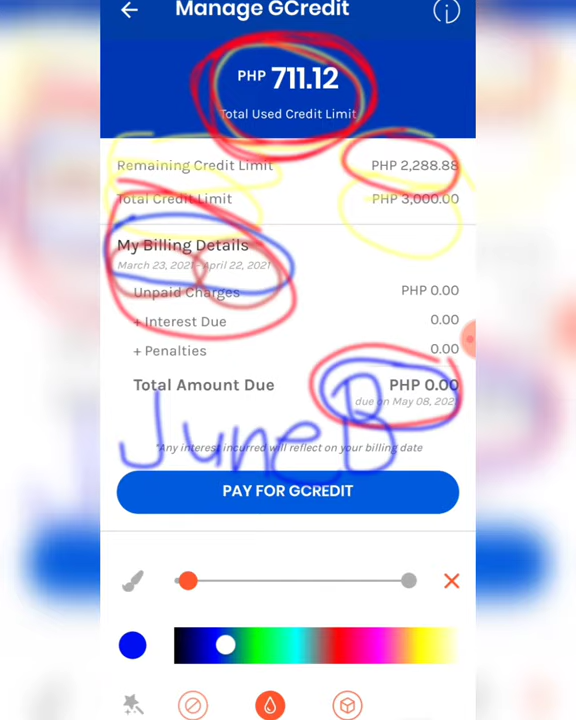 Manage GCredit
PHP 711.12
Total Used Credit Limit
Remaining Credit Limit PHP 2,288.88
Total Credit Limit PHP 3,000.00
My Billing Details
March 23, 2021 - April 22, 2021
Unpaid Charges PHP 0.00
+ Interest Due 0.00
+ Penalties 0.00
Total Amount Due PHP 0.00
due on May 08,
June B
*Any interest incurred will reflect on your billing date
PAY FOR GCREDIT